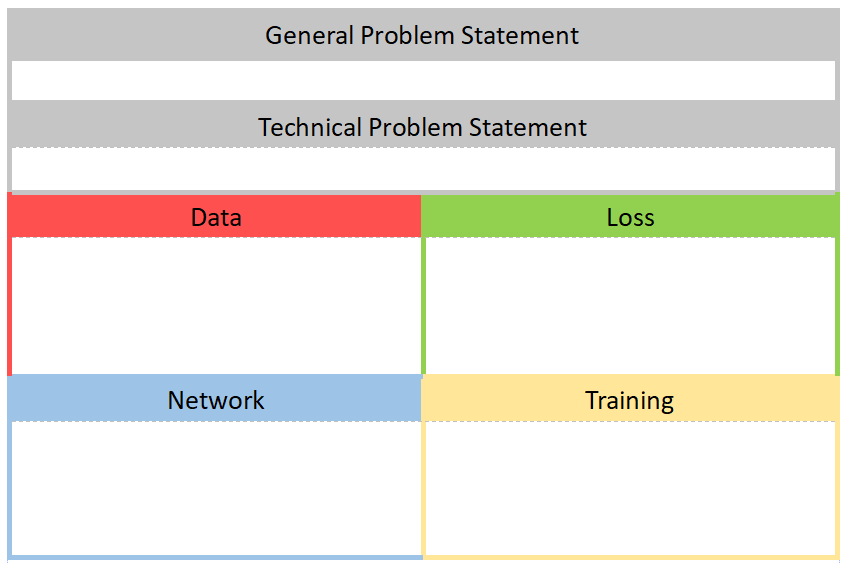 General Problem Statement
Technical Problem Statement
Data
Loss
Network
Training